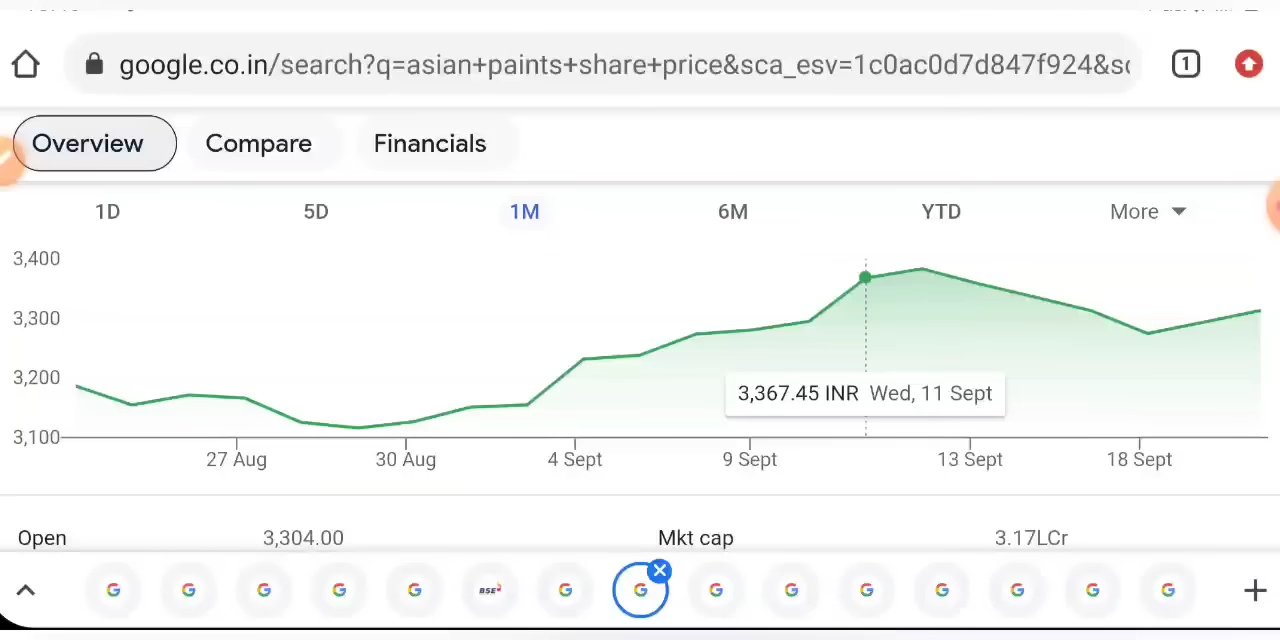 google.co.in/search?q=asian+paints+share+price&sca_esv=1c0ac0d7d847f924&sc
1
Overview Compare Financials
1D 5D 1M 6M YTD More
3,400
3,300
3,200
3,100
3,367.45 INR Wed, 11 Sept
27 Aug 30 Aug 4 Sept 9 Sept 13 Sept 18 Sept
Open 3,304.00 Mkt cap 3.17LCr
G G G G G BSE G G G G G G G G G